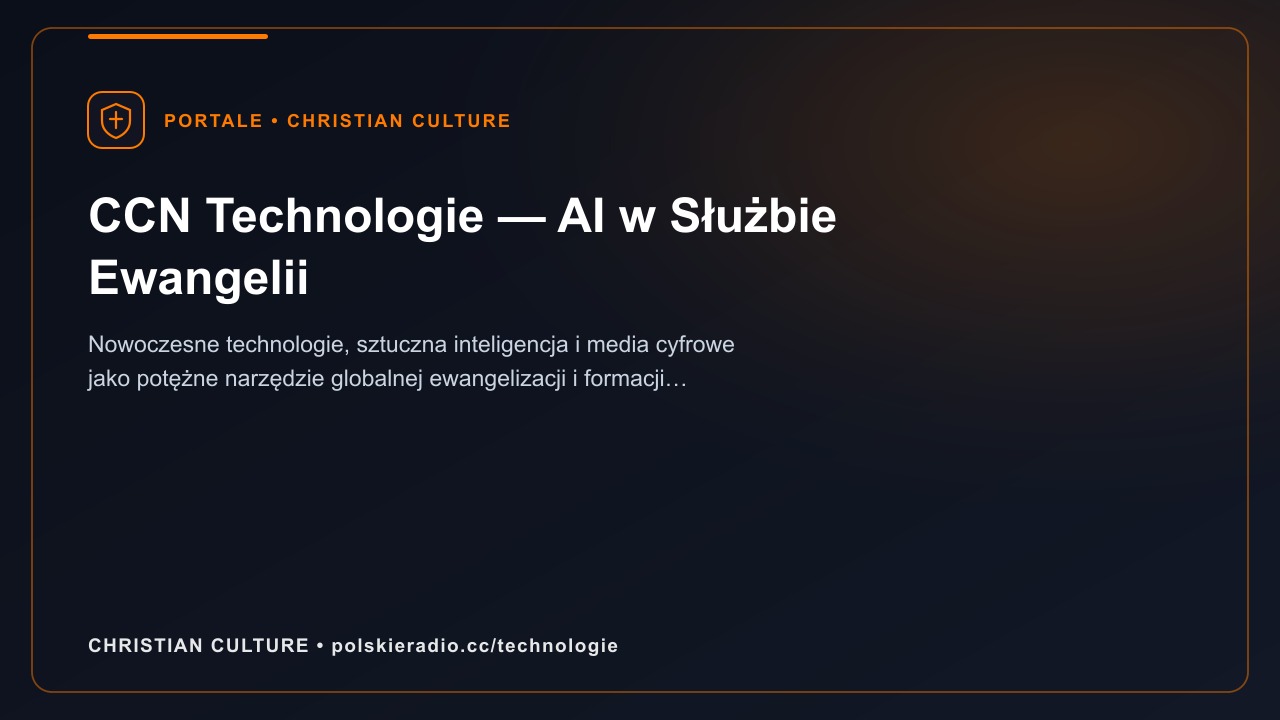 PORTALE • CHRISTIAN CULTURE
CCN Technologie — AI w Służbie
Ewangelii
Nowoczesne technologie, sztuczna inteligencja i media cyfrowe
jako potężne narzędzie globalnej ewangelizacji i formacji…
CHRISTIAN CULTURE • polskieradio.cc/technologie